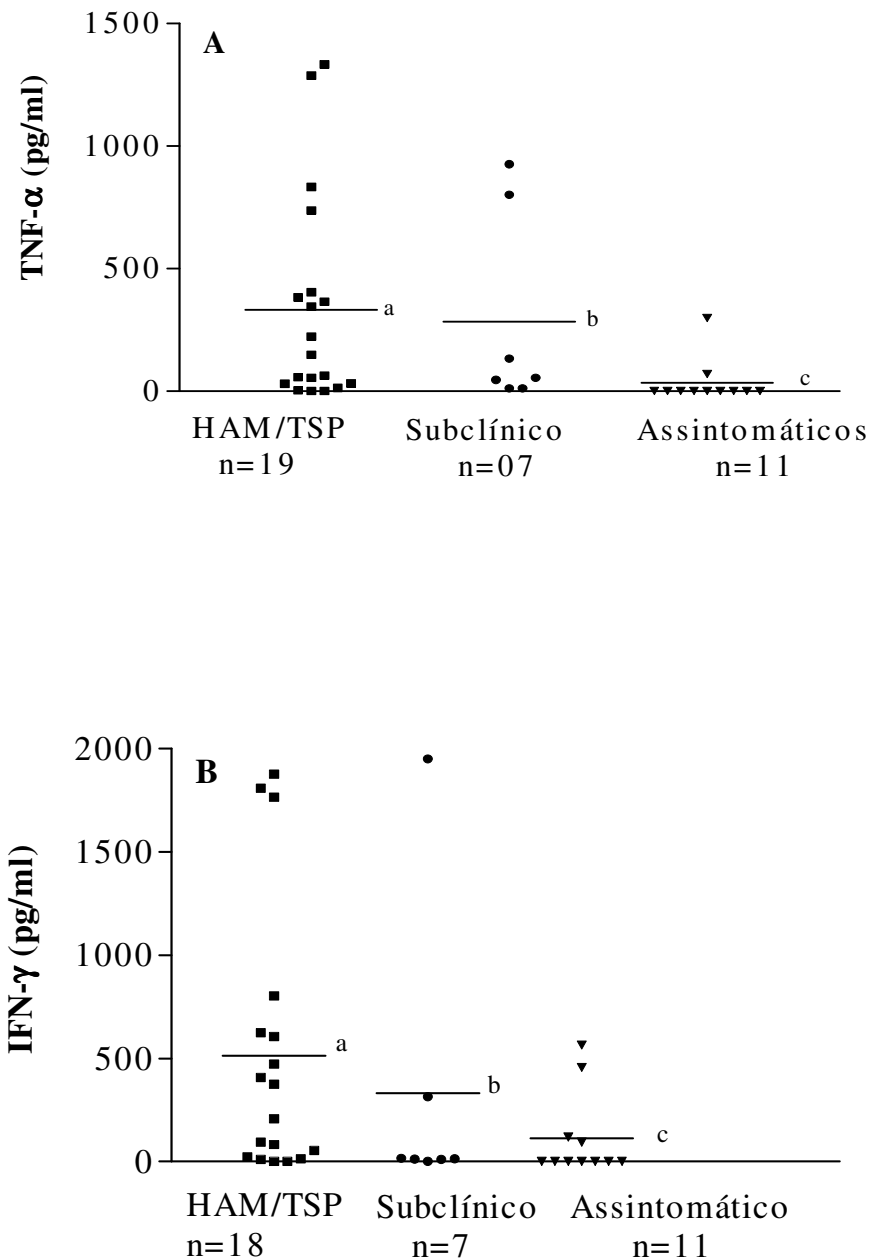 A
TNF-α (pg/ml)
1500
1000
500
0
a
b
c
HAM/TSP Subclínico Assintomáticos
n=19 n=07 n=11
B
IFN-γ (pg/ml)
2000
1500
1000
500
0
a
b
c
HAM/TSP Subclínico Assintomático
n=18 n=7 n=11